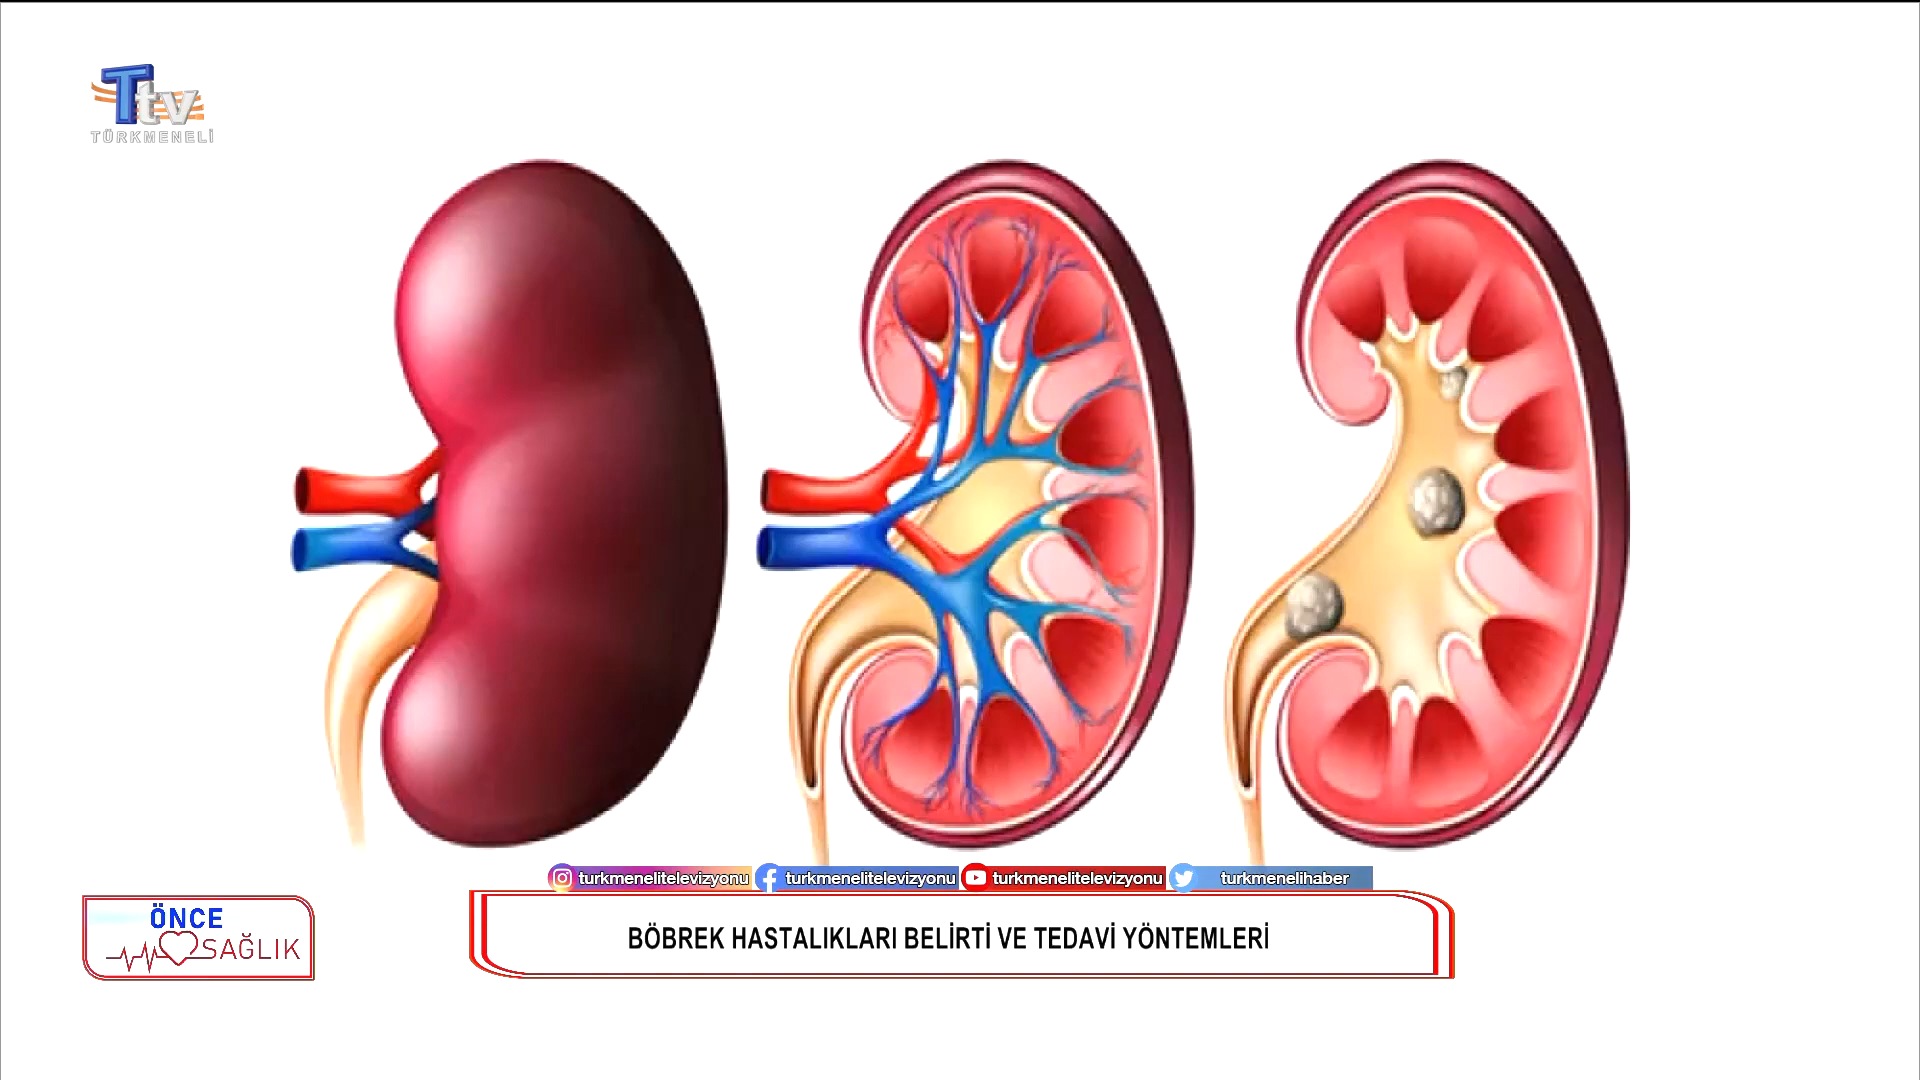 Ttv
TÜRKMENELİ
turkmenelitelevizyonu
turkmenelitelevizyonu
turkmenelitelevizyonu
turkmenelihaber
ÖNCE
SAĞLIK
BÖBREK HASTALIKLARI BELİRTİ VE TEDAVİ YÖNTEMLERİ